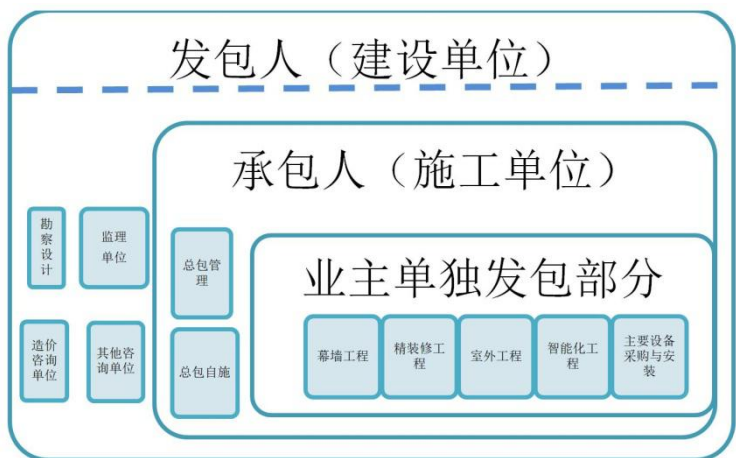 发包人（建设单位）
承包人（施工单位）
勘
察
设
计
监理
单位
总包管
理
业主单独发包部分
造价
咨询
单位
其他咨
询单位
总包自施
幕墙工程
精装修工
程
室外工程
智能化工
程
主要设备
采购与安
装